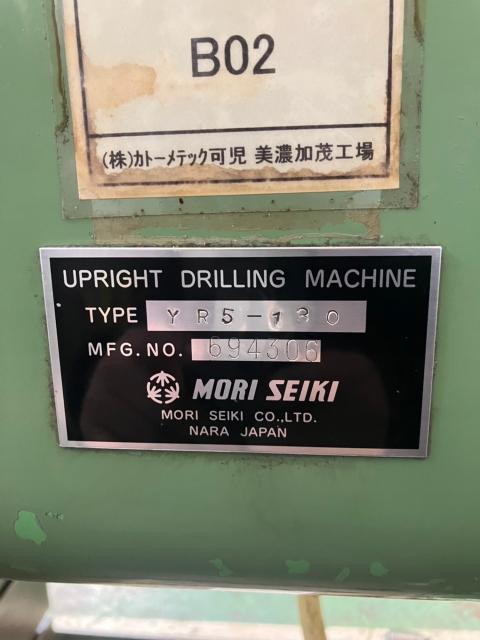 B02
(株)カトーメテック可児 美濃加茂工場
UPRIGHT DRILLING MACHINE
TYPE YR5-130
MFG. NO. 694306
MORI SEIKI
MORI SEIKI CO.,LTD.
NARA JAPAN